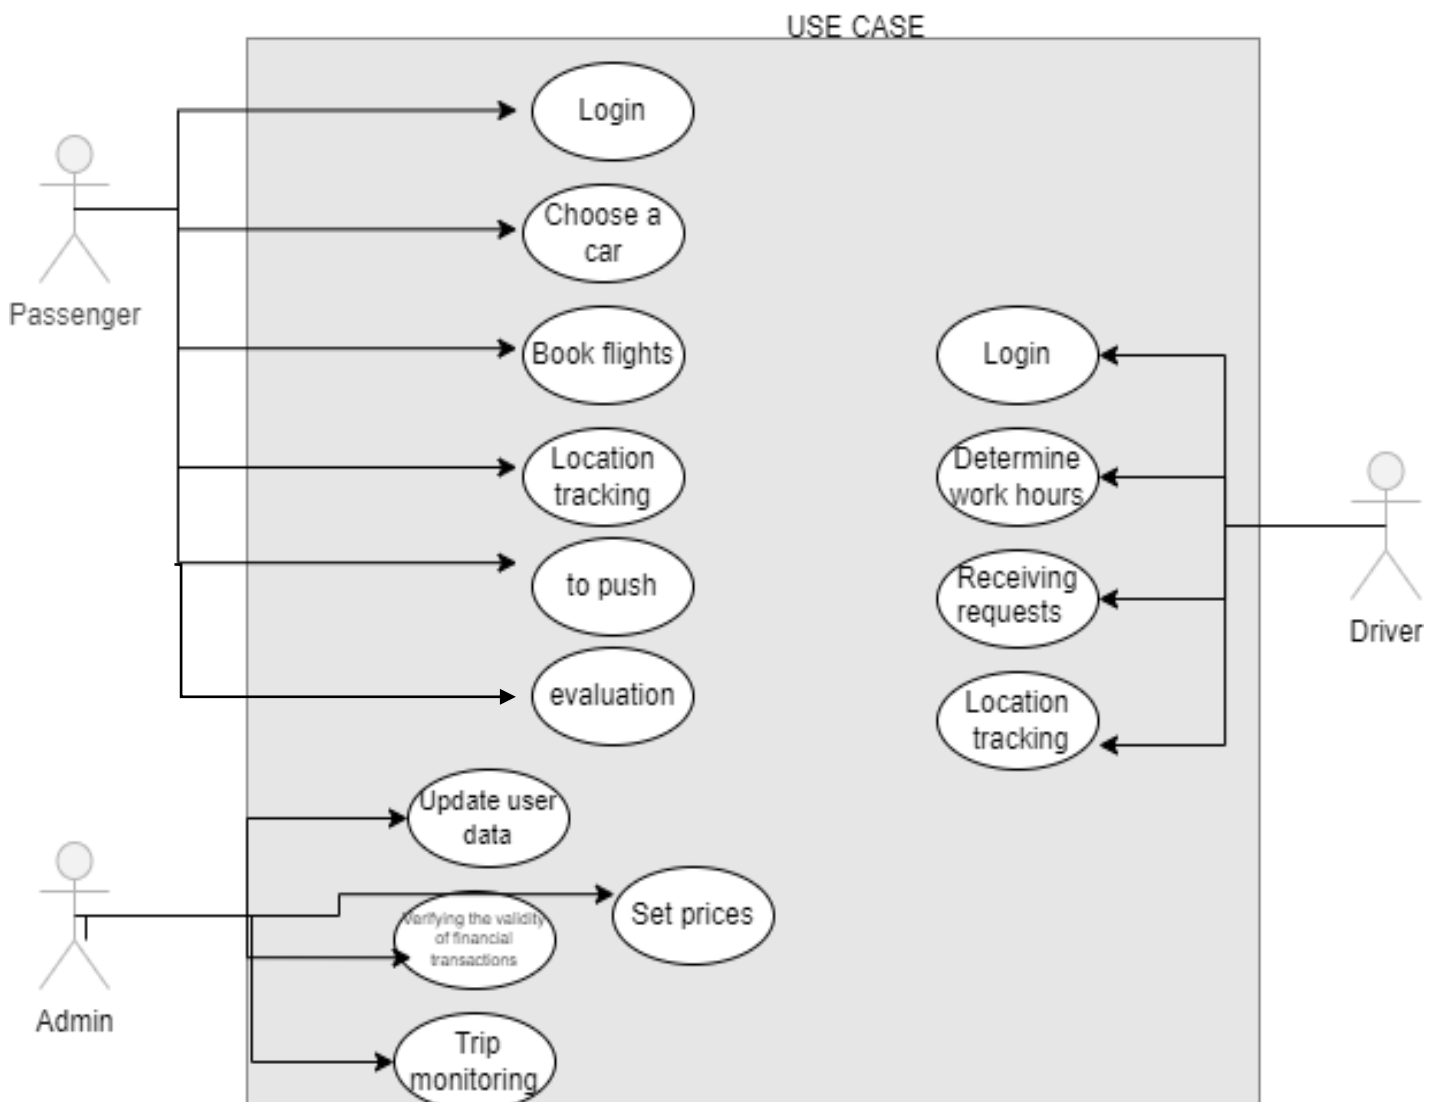 USE CASE
Login
Choose a
car
Passenger
Book flights
Login
Location
tracking
Determine
work hours
to push
Receiving
requests
Driver
evaluation
Location
tracking
Update user
data
Set prices
Verifying the validity
of financial
transactions
Admin
Trip
monitoring